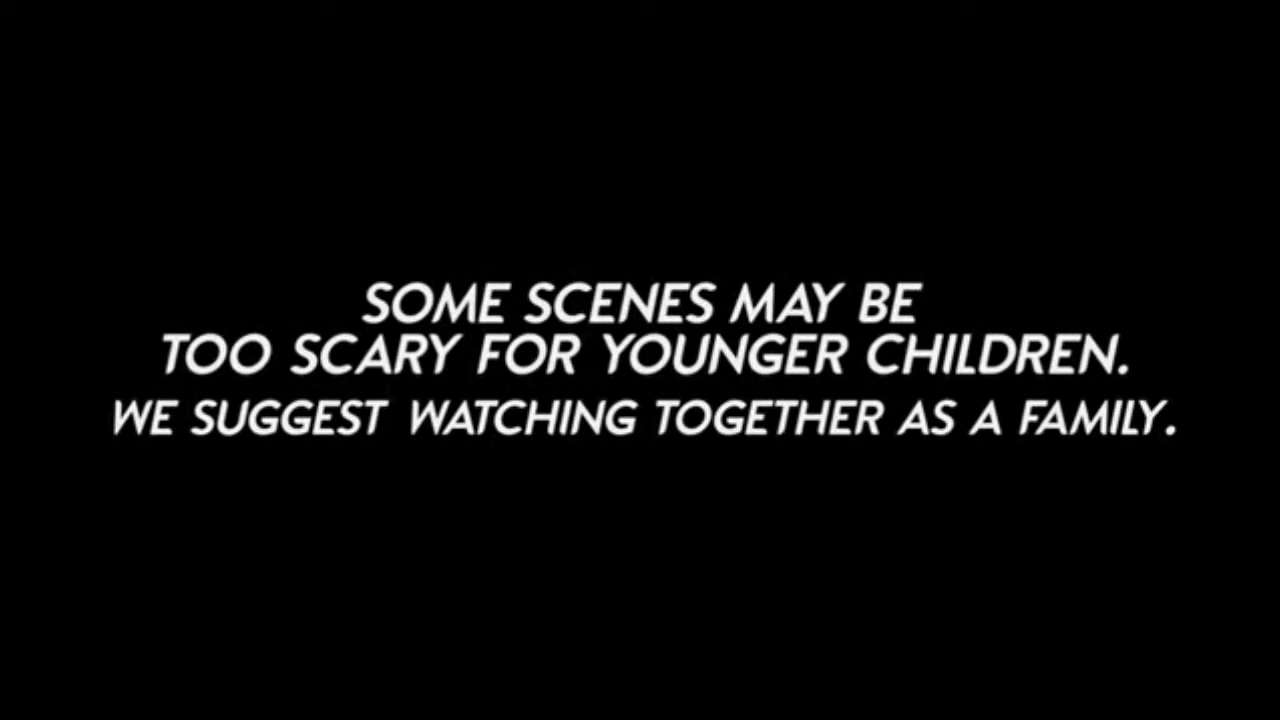 SOME SCENES MAY BE
TOO SCARY FOR YOUNGER CHILDREN.
WE SUGGEST WATCHING TOGETHER AS A FAMILY.